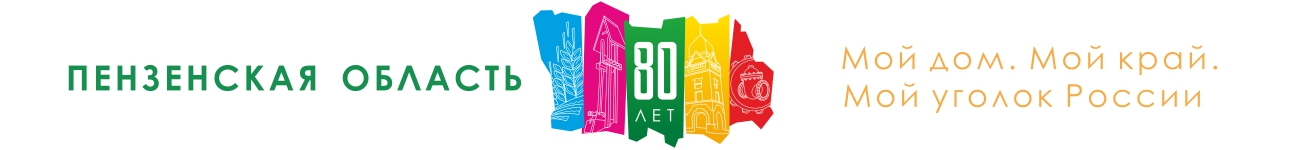 ПЕНЗЕНСКАЯ ОБЛАСТЬ
80
ЛЕТ
Мой дом. Мой край.
Мой уголок России